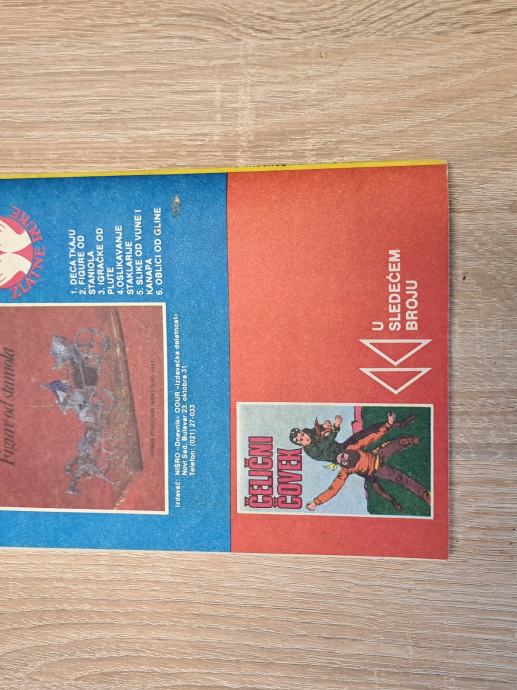 ZLATNE RUKE
1. DECA TKAJU
2. FIGURE OD
STANIOLA
3. IGRAČKE OD
PLUTE
4.OSLIKAVANJE
STAKLARIJE
5. SLIKE OD VUNE I
KANAPA
6. OBLICI OD GLINE
Figure od staniola
Izdavač: NIŠRO «Dnevnik» OOUR «Izdavačka delatnost»
Novi Sad, Bulevar 23. oktobra 31
Telefon: (021) 27-033
U
SLEDEĆEM
BROJU
ČELIČNI
ČOVEK